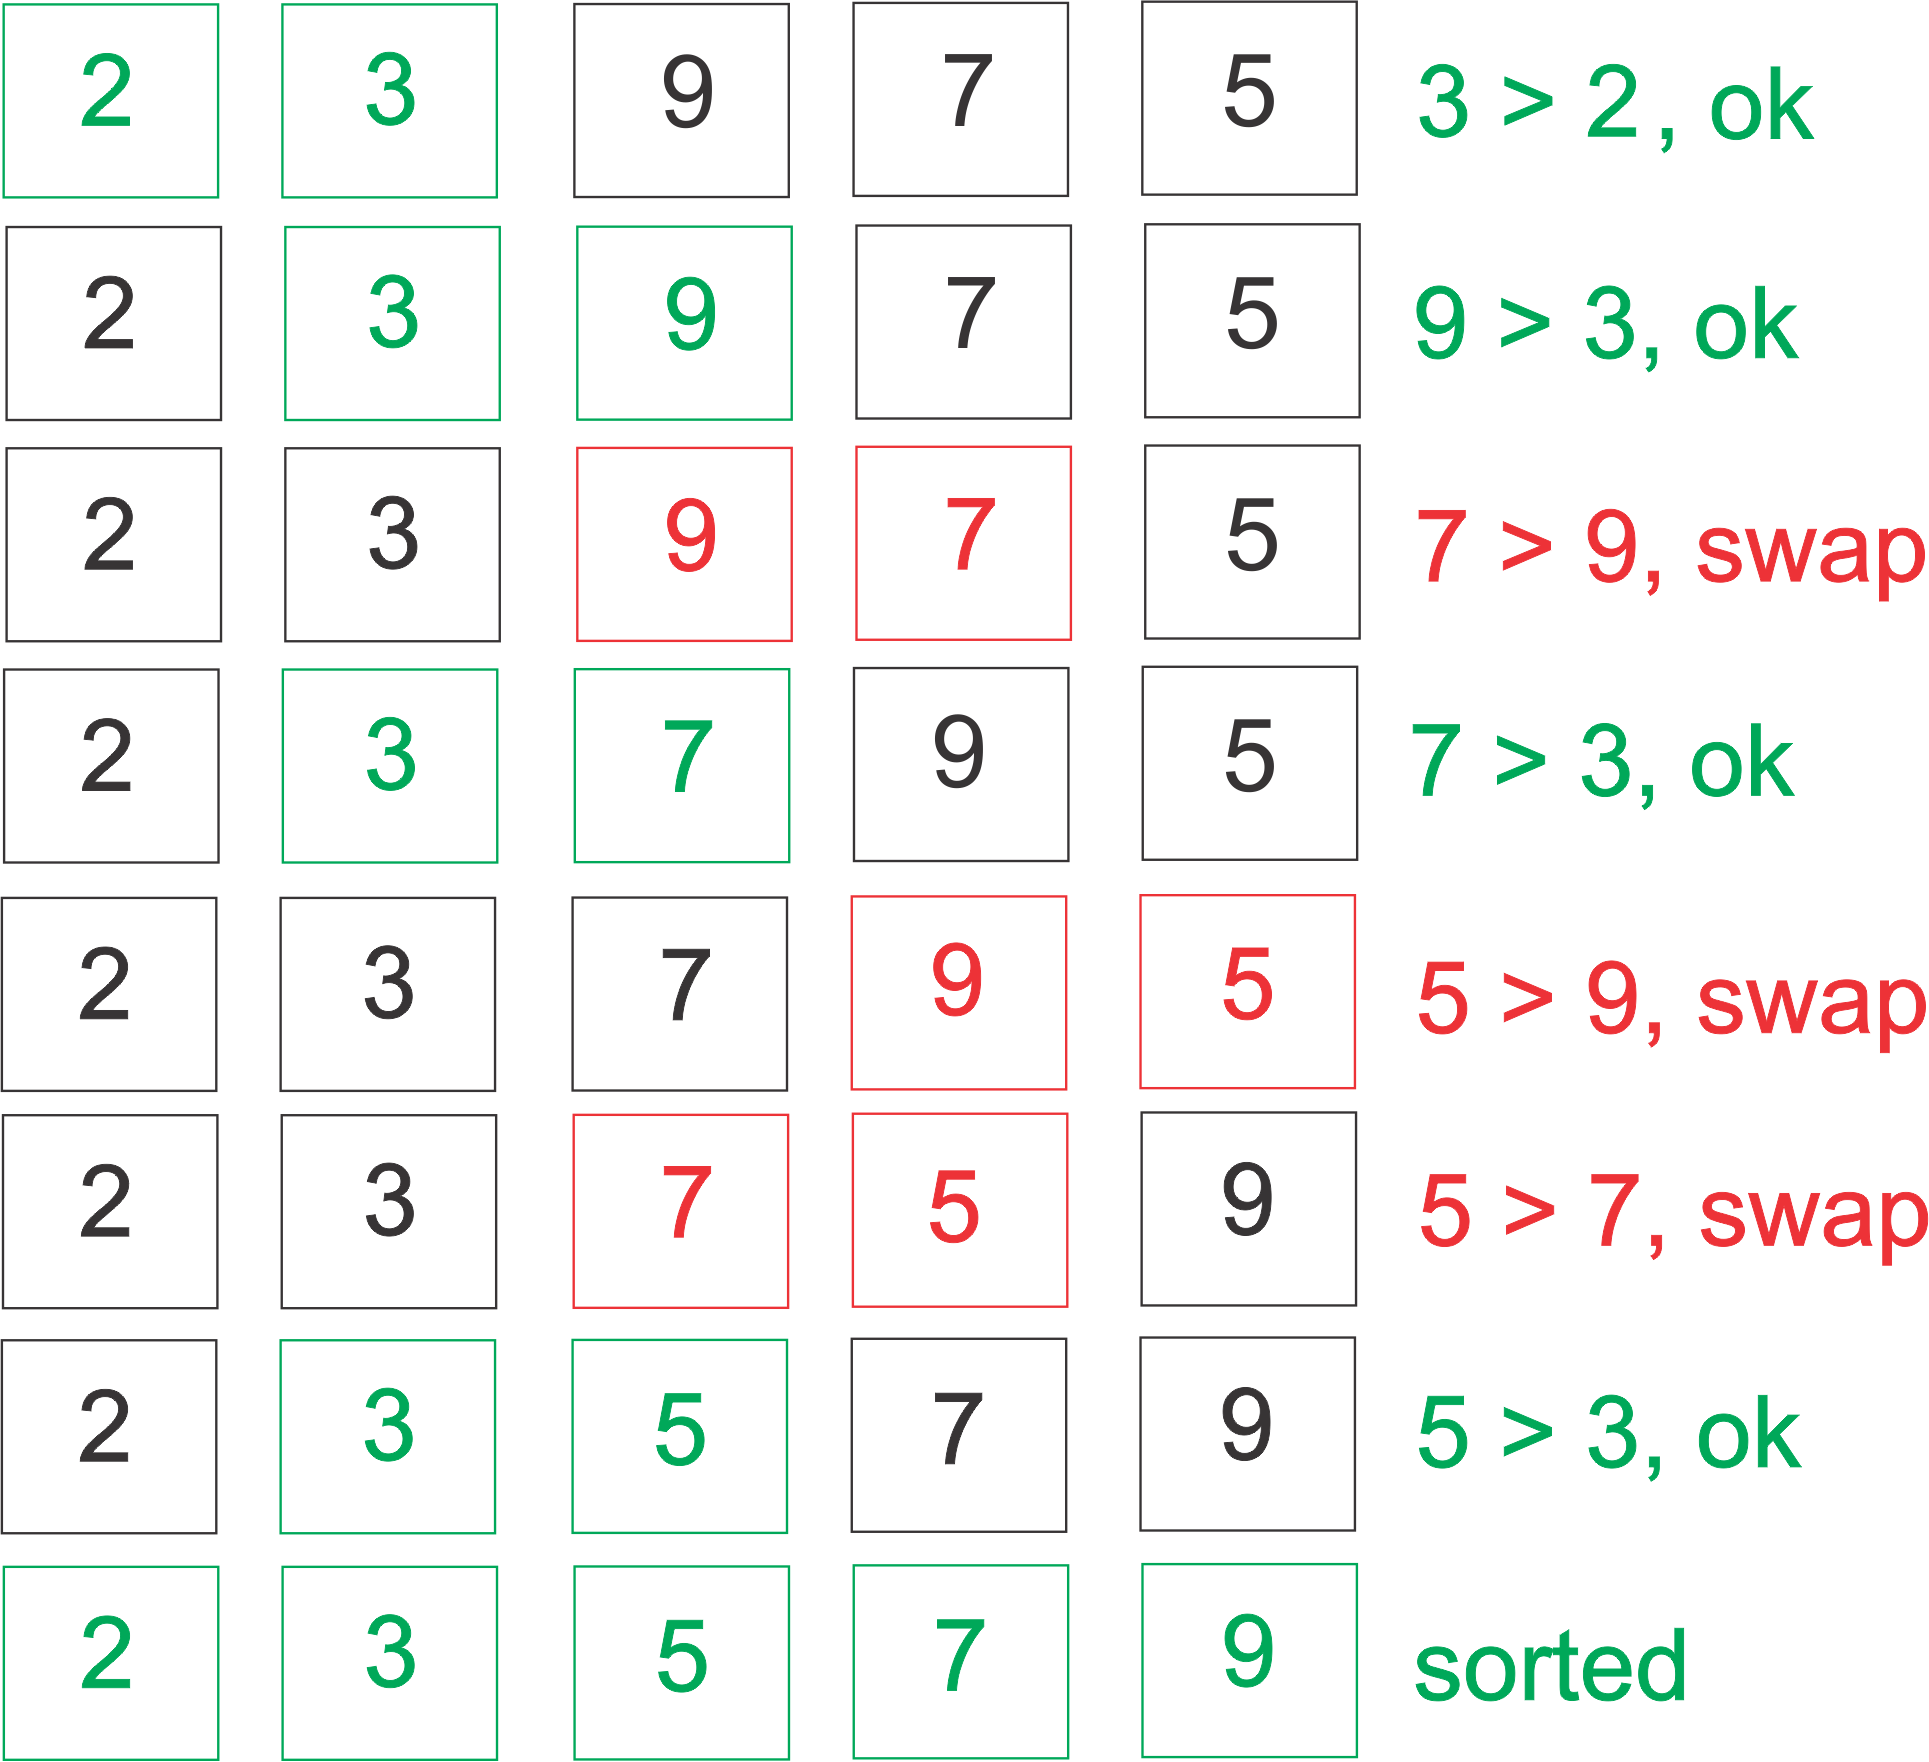 2 3 9 7 5 3 > 2, ok
2 3 9 7 5 9 > 3, ok
2 3 9 7 5 7 > 9, swap
2 3 7 9 5 7 > 3, ok
2 3 7 9 5 5 > 9, swap
2 3 7 5 9 5 > 7, swap
2 3 5 7 9 5 > 3, ok
2 3 5 7 9 sorted